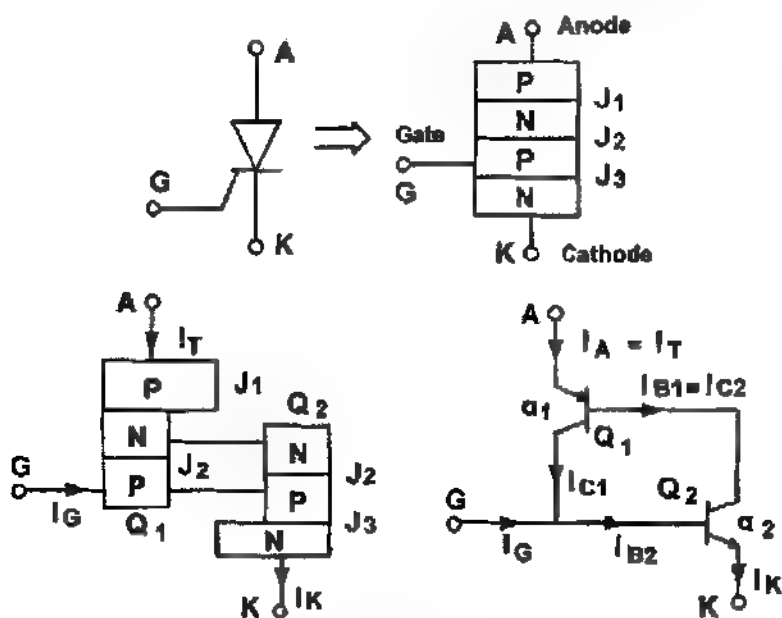 A
G
K
A Anode
P
J1
N
Gate
J2
P
J3
G
N
K Cathode
A
IT
P
J1
Q2
N
N
J2
J2
G
P
P
IG
Q1
J3
N
K
IK
A
IA = IT
IB1=IC2
α1
Q1
IC1
Q2
G
α2
IG
IB2
IK
K